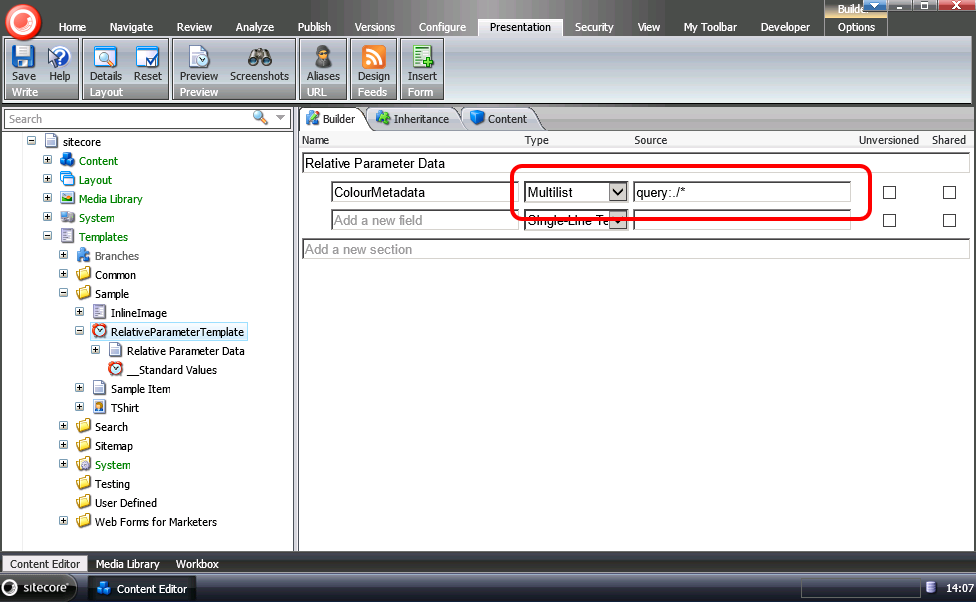 Builde
Home Navigate Review Analyze Publish Versions Configure Presentation Security View My Toolbar Developer Options
Save Help Details Reset Preview Screenshots Aliases Design Insert
Write Layout Preview URL Feeds Form
Search
Builder Inheritance Content
Name Type Source Unversioned Shared
Relative Parameter Data
ColourMetadata Multilist query:./*
Add a new field Single-Line Te
Add a new section
sitecore
Content
Layout
Media Library
System
Templates
Branches
Common
Sample
InlineImage
RelativeParameterTemplate
Relative Parameter Data
__Standard Values
Sample Item
TShirt
Search
Sitemap
System
Testing
User Defined
Web Forms for Marketers
Content Editor Media Library Workbox
sitecore Content Editor 14:07